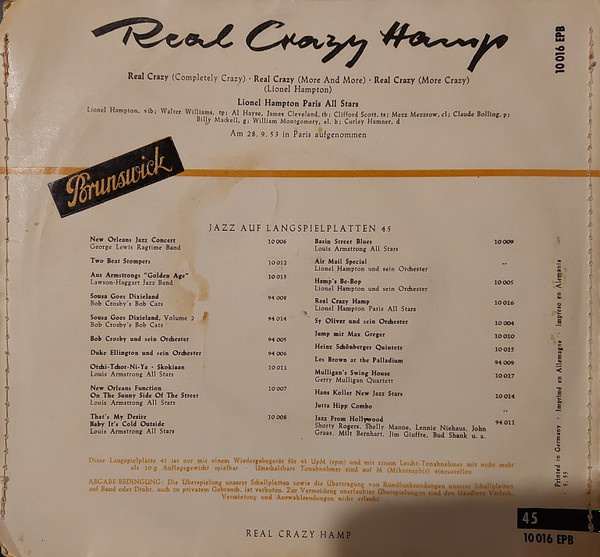 Real Crazy Hamp
10 016 EPB
Real Crazy (Completely Crazy) · Real Crazy (More And More) · Real Crazy (More Crazy)
(Lionel Hampton)
Lionel Hampton Paris All Stars
Lionel Hampton, vib; Walter Williams, tp; Al Hayse, James Cleveland, tb; Clifford Scott, ts; Mezz Mezzrow, cl; Claude Bolling, p;
Billy Mackell, g; William Montgomery, el. b; Curley Hamner, d
Am 28. 9. 53 in Paris aufgenommen
Brunswick
JAZZ AUF LANGSPIELPLATTEN 45
New Orleans Jazz Concert 10 006
George Lewis Ragtime Band
Two Beat Stompers 10 012
Aus Armstrongs "Golden Age" 10 013
Lawson-Haggart Jazz Band
Sousa Goes Dixieland 94 008
Bob Crosby's Bob Cats
Sousa Goes Dixieland, Volume 2 94 014
Bob Crosby's Bob Cats
Bob Crosby und sein Orchester 94 005
Duke Ellington und sein Orchester 94 006
Otchi-Tchor-Ni-Ya · Skokiaan 10 011
Louis Armstrong All Stars
New Orleans Function 10 007
On The Sunny Side Of The Street
Louis Armstrong All Stars
That's My Desire 10 008
Baby It's Cold Outside
Louis Armstrong All Stars
Basin Street Blues 10 009
Louis Armstrong All Stars
Air Mail Special „
Lionel Hampton und sein Orchester
Hamp's Be-Bop 10 005
Lionel Hampton und sein Orchester
Real Crazy Hamp 10 016
Lionel Hampton Paris All Stars
Sy Oliver und sein Orchester 10 004
Jump mit Max Greger 10 010
Heinz Schönberger Quintett 10 015
Les Brown at the Palladium 94 009
Mulligan's Swing House 10 017
Gerry Mulligan Quartett
Hans Koller New Jazz Stars 10 014
Jutta Hipp Combo „
Jazz From Hollywood 94 011
Shorty Rogers, Shelly Manne, Lennie Niehaus, John
Graas, Milt Bernhart, Jim Giuffre, Bud Shank u. a.
Diese Langspielplatte 45 ist nur mit einem Wiedergabegerät für 45 UpM (rpm) und mit einem Leicht-Tonabnehmer mit nicht mehr
als 10 g Auflagegewicht spielbar · Umschaltbare Tonabnehmer sind auf M (Mikrosaphir) einzustellen
ABGABE-BEDINGUNG: Die Überspielung unserer Schallplatten sowie die Übertragung von Rundfunksendungen unserer Schallplatten
auf Band oder Draht, auch zu privatem Gebrauch, ist verboten. Zur Vermeidung unerlaubter Überspielungen sind den Händlern Verleih,
Vermietung und Auswahlsendungen nicht erlaubt
Printed in Germany · Imprimé en Allemagne · Impreso en Alemania
55
45
10 016 EPB
REAL CRAZY HAMP